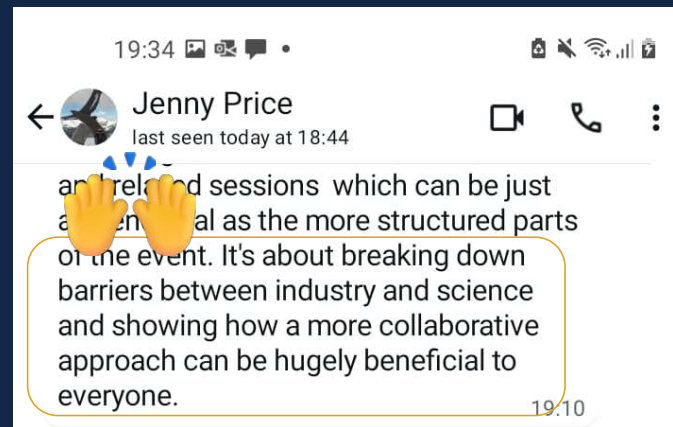 19:34
Jenny Price
last seen today at 18:44
sessions which can be just
as the more structured parts
of the event. It's about breaking down
barriers between industry and science
and showing how a more collaborative
approach can be hugely beneficial to
everyone.
19:10